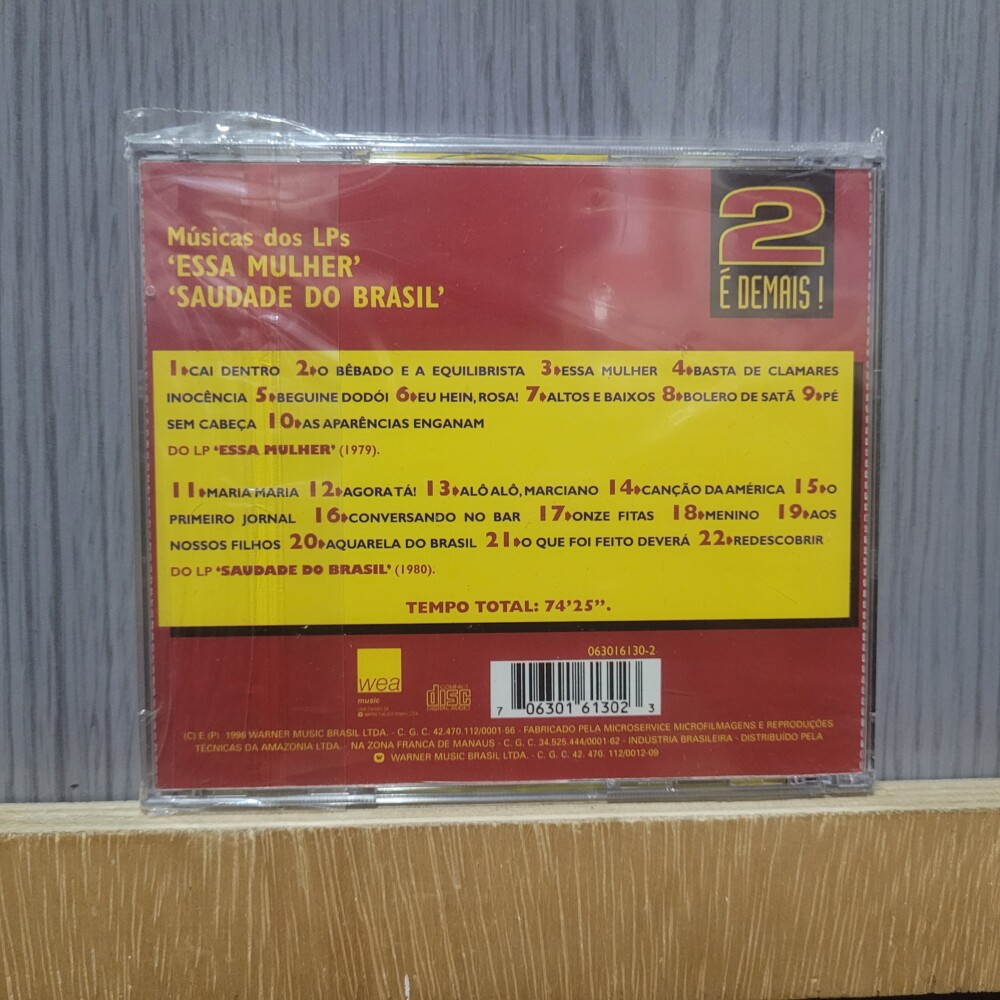 Músicas dos LPs
‘ESSA MULHER’
‘SAUDADE DO BRASIL’
2
É DEMAIS!
1 CAI DENTRO 2 O BÊBADO E A EQUILIBRISTA 3 ESSA MULHER 4 BASTA DE CLAMARES
INOCÊNCIA 5 BEGUINE DODÓI 6 EU HEIN, ROSA! 7 ALTOS E BAIXOS 8 BOLERO DE SATÃ 9 PÉ
SEM CABEÇA 10 AS APARÊNCIAS ENGANAM
DO LP ‘ESSA MULHER’ (1979).
11 MARIA MARIA 12 AGORA TÁ! 13 ALÔ ALÔ, MARCIANO 14 CANÇÃO DA AMÉRICA 15 O
PRIMEIRO JORNAL 16 CONVERSANDO NO BAR 17 ONZE FITAS 18 MENINO 19 AOS
NOSSOS FILHOS 20 AQUARELA DO BRASIL 21 O QUE FOI FEITO DEVERÁ 22 REDESCOBRIR
DO LP ‘SAUDADE DO BRASIL’ (1980).
TEMPO TOTAL: 74’25”.
063016130-2
wea
music
COMPACT
disc
DIGITAL AUDIO
7 06301 61302 3
(C) E (P) 1996 WARNER MUSIC BRASIL LTDA. - C. G. C. 42.470.112/0001-56 - FABRICADO PELA MICROSERVICE MICROFILMAGENS E REPRODUÇÕES
TÉCNICAS DA AMAZONIA LTDA. - NA ZONA FRANCA DE MANAUS - C. G. C. 34.525.444/0001-62 - INDÚSTRIA BRASILEIRA - DISTRIBUÍDO PELA
WARNER MUSIC BRASIL LTDA. - C. G. C. 42. 470. 112/0012-09